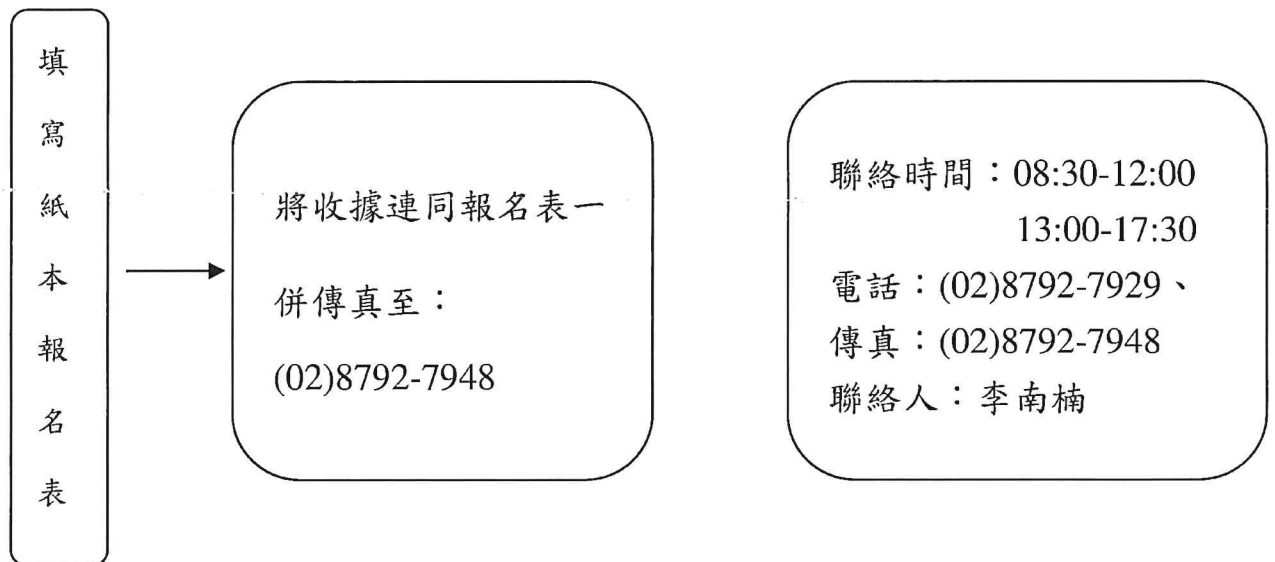 填寫紙本報名表
將收據連同報名表一
併傳真至：
(02)8792-7948
聯絡時間：08:30-12:00
13:00-17:30
電話：(02)8792-7929、
傳真：(02)8792-7948
聯絡人：李南楠